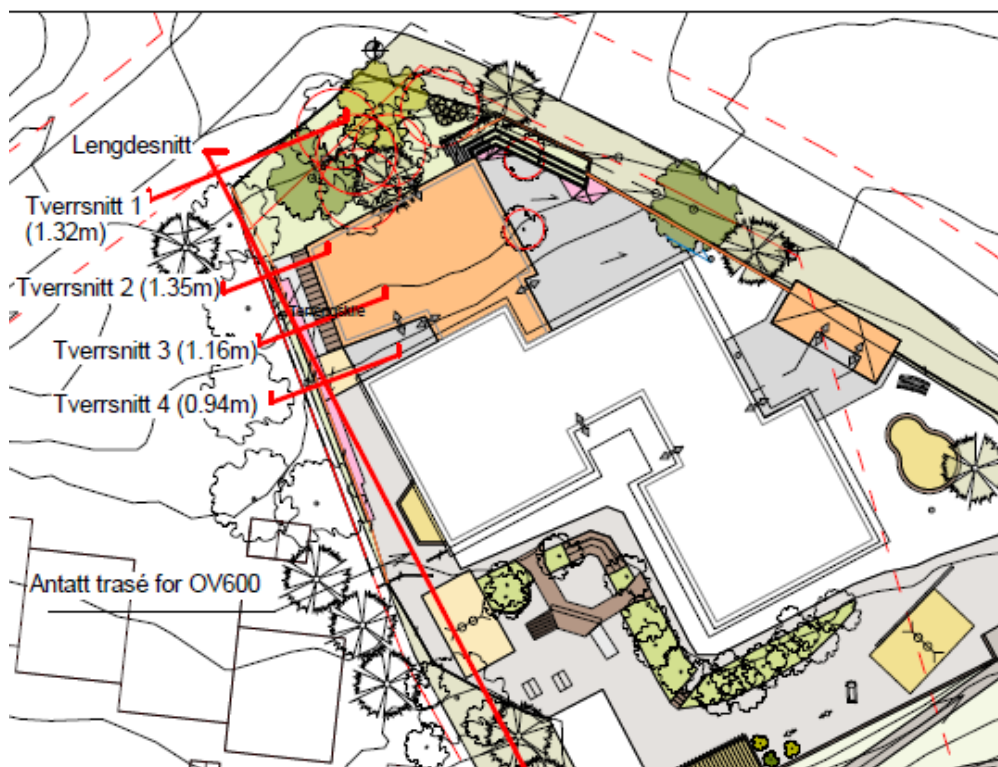 Lengdesnitt
Tverrsnitt 1
(1.32m)
Tverrsnitt 2 (1.35m)
Tverrsnitt 3 (1.16m)
Tverrsnitt 4 (0.94m)
Antatt trasé for OV600